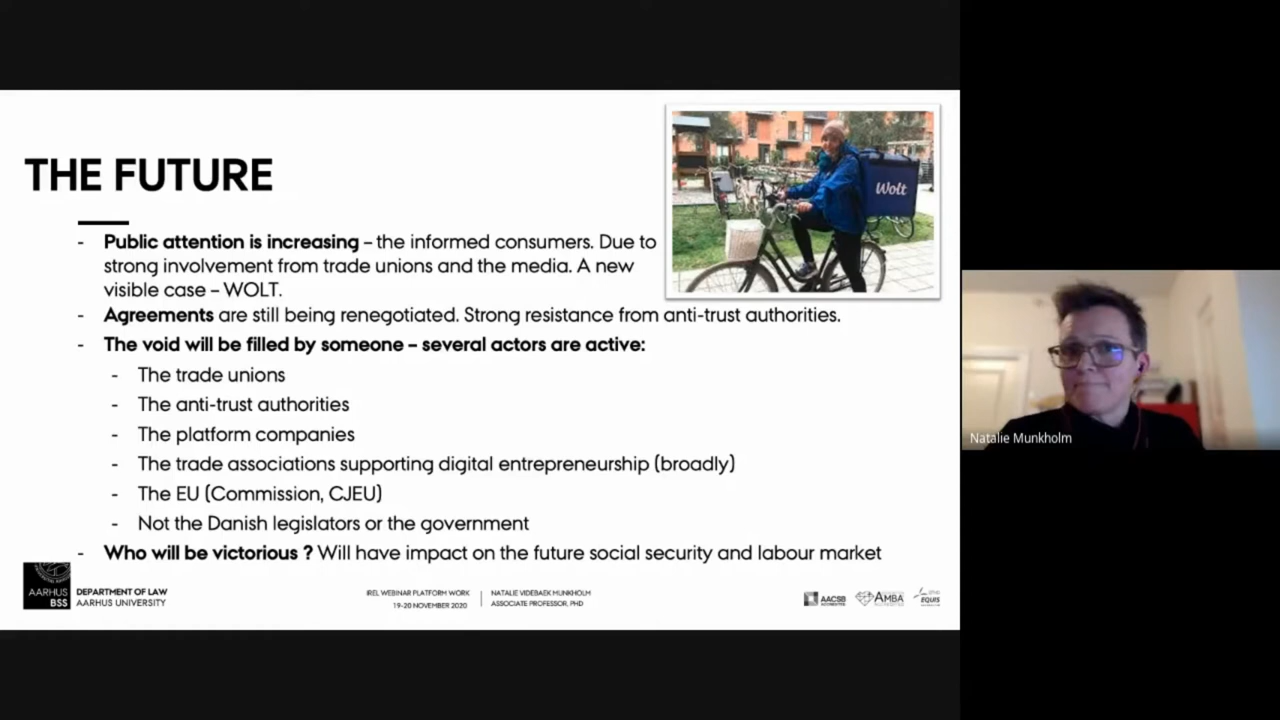 THE FUTURE
Wolt
- Public attention is increasing – the informed consumers. Due to
strong involvement from trade unions and the media. A new
visible case – WOLT.
- Agreements are still being renegotiated. Strong resistance from anti-trust authorities.
- The void will be filled by someone – several actors are active:
- The trade unions
- The anti-trust authorities
- The platform companies
- The trade associations supporting digital entrepreneurship (broadly)
- The EU (Commission, CJEU)
- Not the Danish legislators or the government
- Who will be victorious ? Will have impact on the future social security and labour market
Natalie Munkholm
AARHUS
BSS
DEPARTMENT OF LAW
AARHUS UNIVERSITY
IREL WEBINAR PLATFORM WORK
19-20 NOVEMBER 2020
NATALIE VIDEBAEK MUNKHOLM
ASSOCIATE PROFESSOR, PHD
AACSB
ACCREDITED
AMBA
EQUIS